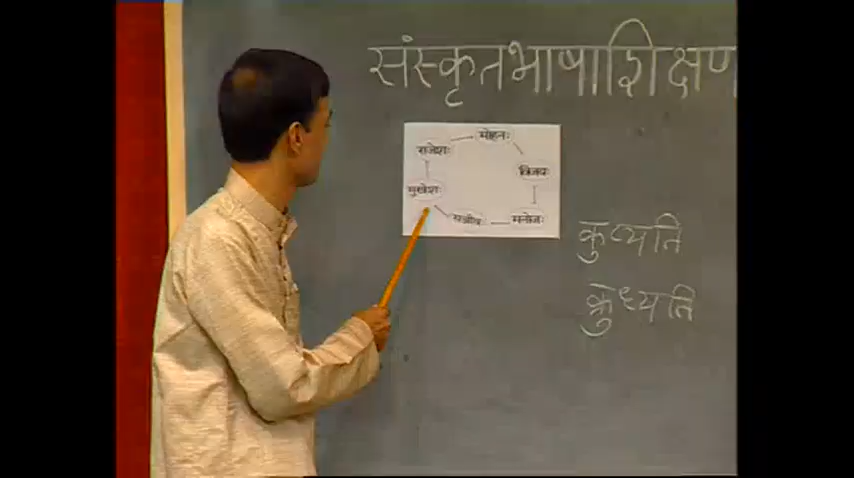 संस्कृतभाषाशिक्षण
मोहनः
राजेशः
विजयः
मुखेशः
मनोजः
कुप्यति
क्रुध्यति